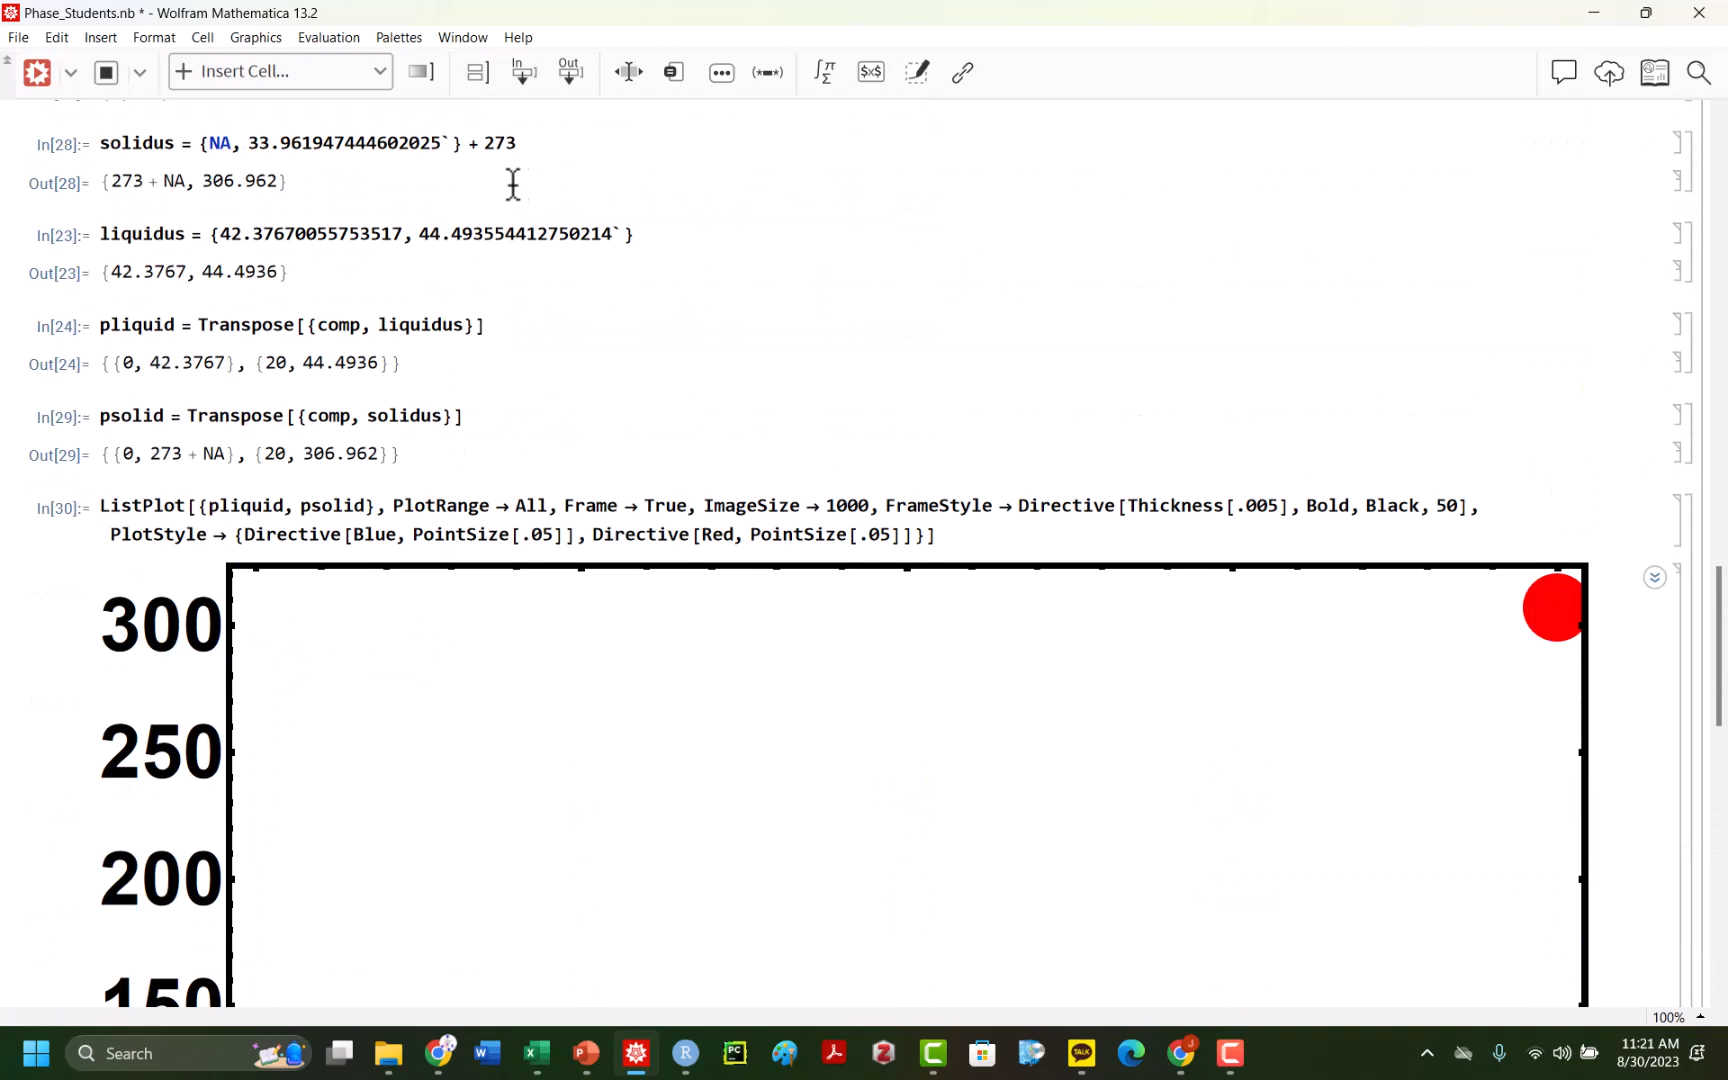 Phase_Students.nb * - Wolfram Mathematica 13.2
File Edit Insert Format Cell Graphics Evaluation Palettes Window Help
Insert Cell... In Out
In[28]:= solidus = {NA, 33.961947444602025`} + 273
Out[28]= {273 + NA, 306.962}
In[23]:= liquidus = {42.37670055753517, 44.493554412750214`}
Out[23]= {42.3767, 44.4936}
In[24]:= pliquid = Transpose[{comp, liquidus}]
Out[24]= {{0, 42.3767}, {20, 44.4936}}
In[29]:= psolid = Transpose[{comp, solidus}]
Out[29]= {{0, 273 + NA}, {20, 306.962}}
In[30]:= ListPlot[{pliquid, psolid}, PlotRange → All, Frame → True, ImageSize → 1000, FrameStyle → Directive[Thickness[.005], Bold, Black, 50],
PlotStyle → {Directive[Blue, PointSize[.05]], Directive[Red, PointSize[.05]]}]
300
250
200
150
100%
Search
11:21 AM
8/30/2023